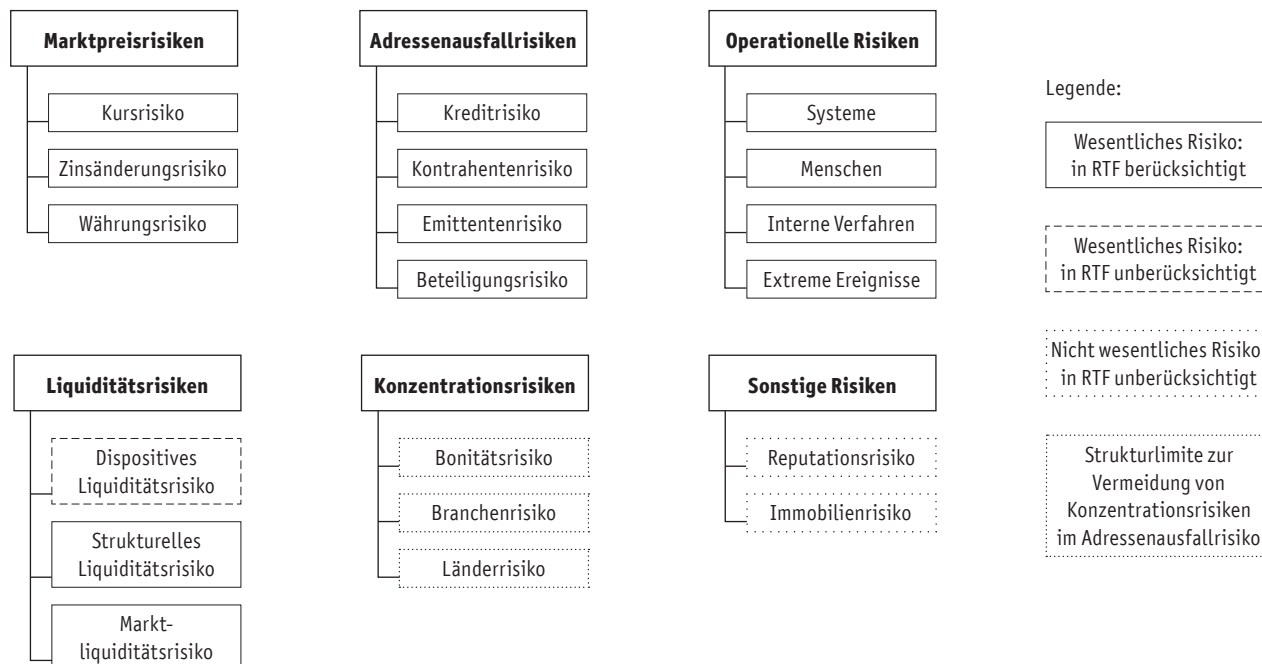 Marktpreisrisiken
Kursrisiko
Zinsänderungsrisiko
Währungsrisiko
Adressenausfallrisiken
Kreditrisiko
Kontrahentenrisiko
Emittentenrisiko
Beteiligungsrisiko
Operationelle Risiken
Systeme
Menschen
Interne Verfahren
Extreme Ereignisse
Liquiditätsrisiken
Dispositives
Liquiditätsrisiko
Strukturelles
Liquiditätsrisiko
Markt-
liquiditätsrisiko
Konzentrationsrisiken
Bonitätsrisiko
Branchenrisiko
Länderrisiko
Sonstige Risiken
Reputationsrisiko
Immobilienrisiko
Legende:
Wesentliches Risiko:
in RTF berücksichtigt
Wesentliches Risiko:
in RTF unberücksichtigt
Nicht wesentliches Risiko
in RTF unberücksichtigt
Strukturlimite zur
Vermeidung von
Konzentrationsrisiken
im Adressenausfallrisiko